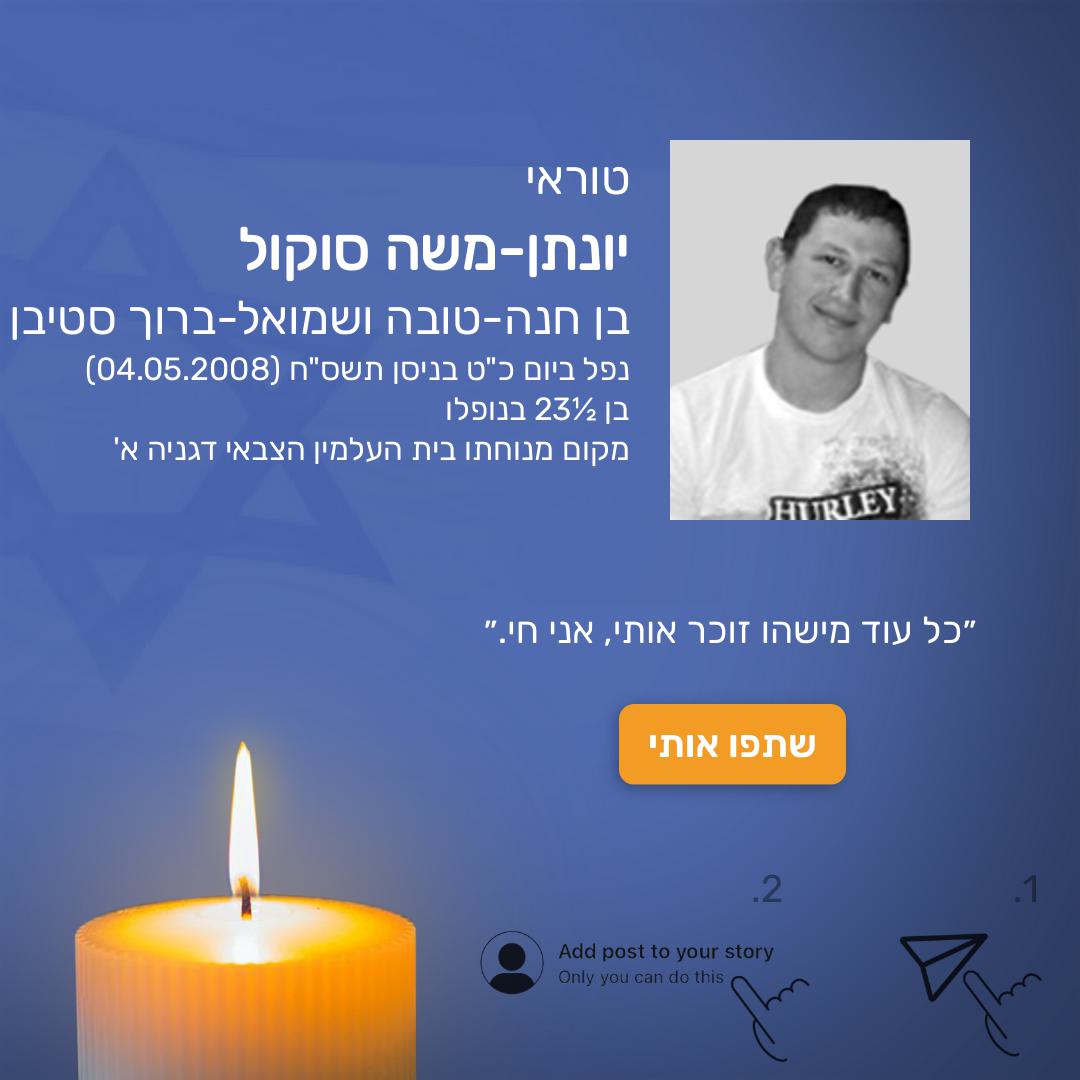 טוראי
יונתן-משה סוקול
בן חנה-טובה ושמואל-ברוך סטיבן
נפל ביום כ"ט בניסן תשס"ח (04.05.2008)
בן 23½ בנופלו
מקום מנוחתו בית העלמין הצבאי דגניה א'
HURLEY
״כל עוד מישהו זוכר אותי, אני חי.״
שתפו אותי
.1
.2
Add post to your story
Only you can do this